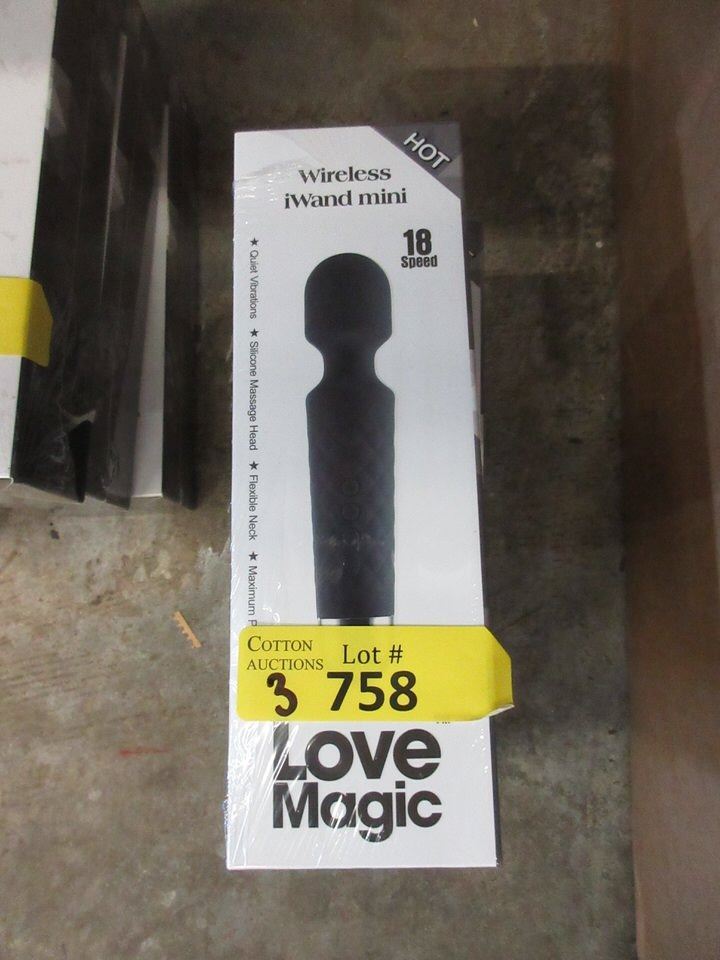 HOT
Wireless
iWand mini
18
Speed
★ Quiet Vibrations ★ Silicone Massage Head ★ Flexible Neck ★ Maximum
COTTON
AUCTIONS
Lot #
3 758
Love
Magic